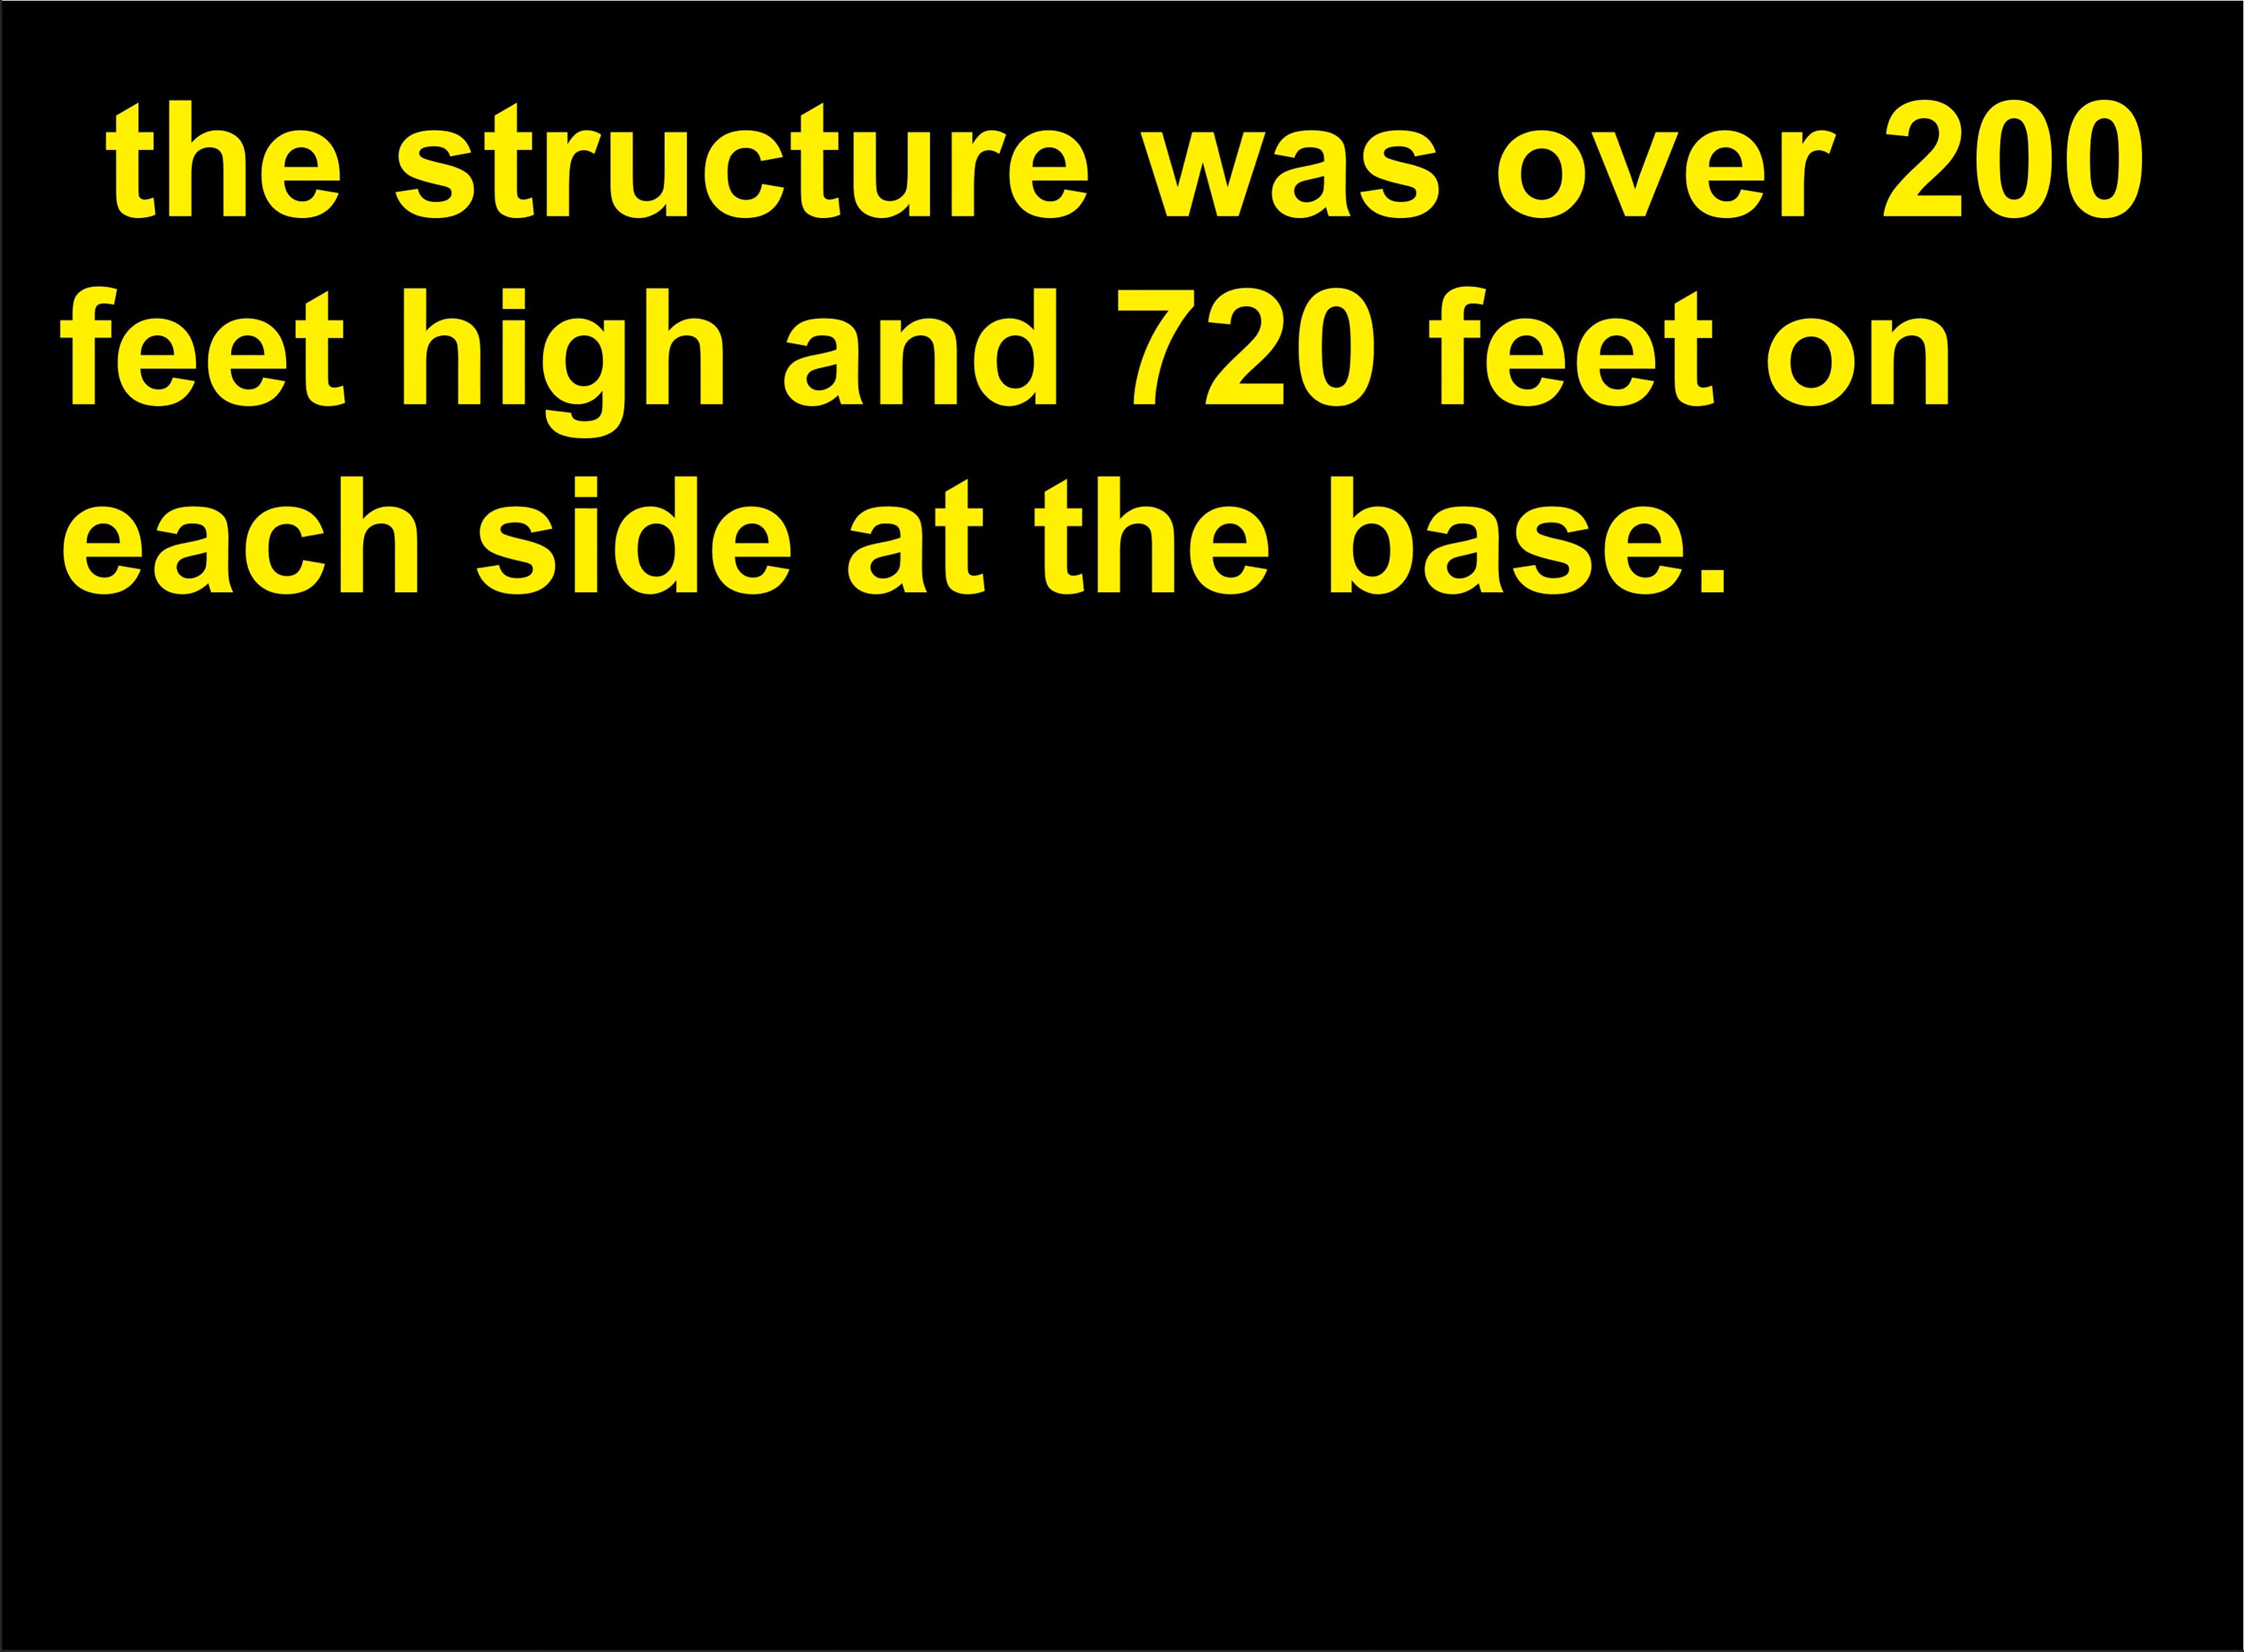 the structure was over 200
feet high and 720 feet on
each side at the base.